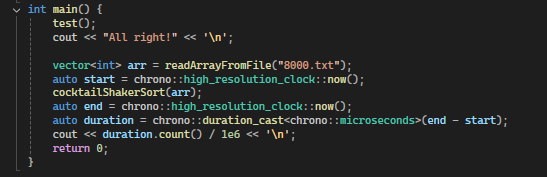 int main() {
    test();
    cout << "All right!" << '\n';

    vector<int> arr = readArrayFromFile("8000.txt");
    auto start = chrono::high_resolution_clock::now();
    cocktailShakerSort(arr);
    auto end = chrono::high_resolution_clock::now();
    auto duration = chrono::duration_cast<chrono::microseconds>(end - start);
    cout << duration.count() / 1e6 << '\n';
    return 0;
}